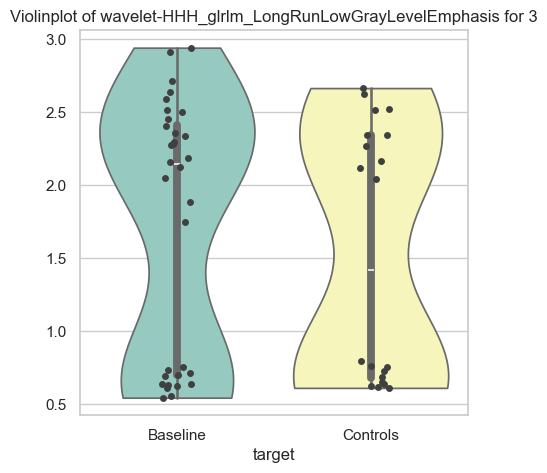 Violinplot of wavelet-HHH_glrlm_LongRunLowGrayLevelEmphasis for 3
3.0
2.5
2.0
1.5
1.0
0.5
Baseline Controls
target